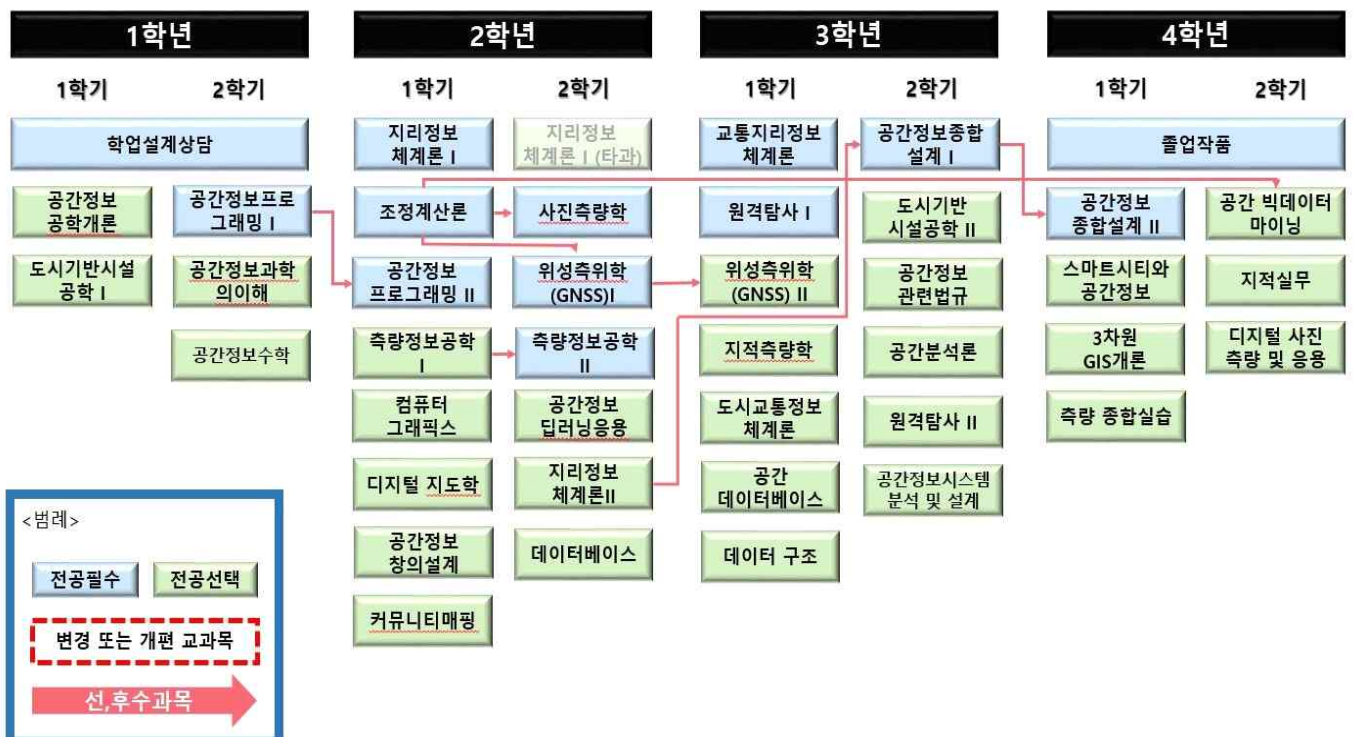 1학년
1학기
2학기
학업설계상담
공간정보
공학개론
도시기반시설
공학 I
공간정보프로
그래밍 I
공간정보과학
의이해
공간정보수학
2학년
1학기
2학기
지리정보
체계론 I
조정계산론
공간정보
프로그래밍 II
측량정보공학
I
컴퓨터
그래픽스
디지털 지도학
공간정보
창의설계
커뮤니티매핑
지리정보
체계론 I (타과)
사진측량학
위성측위학
(GNSS)I
측량정보공학
II
공간정보
딥러닝응용
지리정보
체계론II
데이터베이스
3학년
1학기
2학기
교통지리정보
체계론
원격탐사 I
위성측위학
(GNSS) II
지적측량학
도시교통정보
체계론
공간
데이터베이스
데이터 구조
공간정보종합
설계 I
도시기반
시설공학 II
공간정보
관련법규
공간분석론
원격탐사 II
공간정보시스템
분석 및 설계
4학년
1학기
2학기
졸업작품
공간정보
종합설계 II
스마트시티와
공간정보
3차원
GIS개론
측량 종합실습
공간 빅데이터
마이닝
지적실무
디지털 사진
측량 및 응용
<범례>
전공필수
전공선택
변경 또는 개편 교과목
선,후수과목